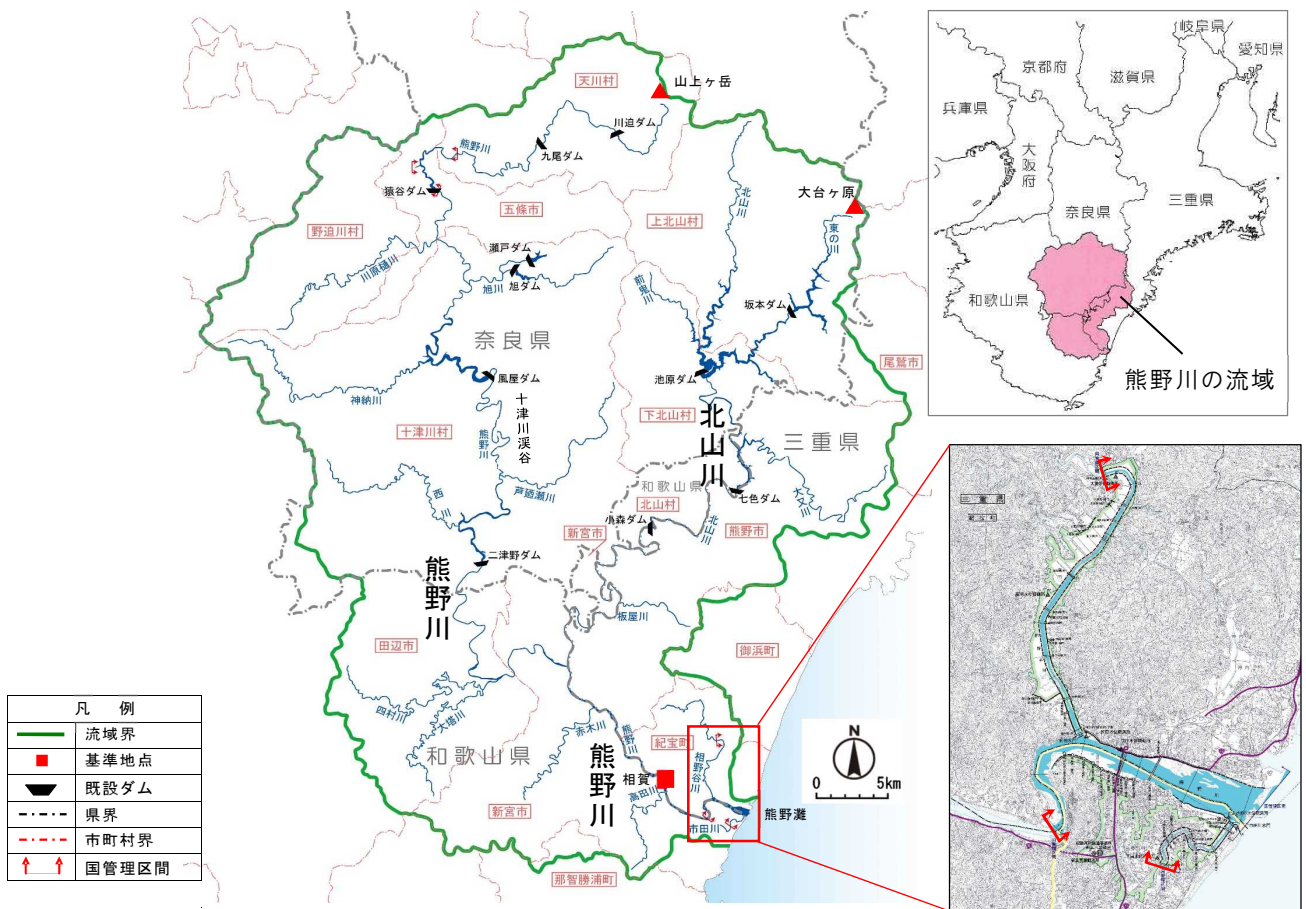 天川村
山上ヶ岳
川迫ダム
熊野川
九尾ダム
猿谷ダム
五條市
野迫川村
上北山村
大台ヶ原
北山川
東の川
川原樋川
瀬戸ダム
旭川
旭ダム
前鬼川
坂本ダム
奈良県
尾鷲市
風屋ダム
池原ダム
神納川
十津川村
熊野川
十津川渓谷
下北山村
北山川
三重県
芦廼瀬川
和歌山県
七色ダム
大又川
西川
北山村
小森ダム
新宮市
北山川
熊野市
二津野ダム
熊野川
板屋川
田辺市
御浜町
四村川
大塔川
赤木川
熊野川
紀宝町
和歌山県
熊野川
相賀
相野谷川
高田川
新宮市
市田川
熊野灘
那智勝浦町
N
0 5km
凡 例
流域界
基準地点
既設ダム
県界
市町村界
国管理区間
岐阜県
愛知県
京都府
滋賀県
兵庫県
大阪府
三重県
奈良県
和歌山県
熊野川の流域
三重県